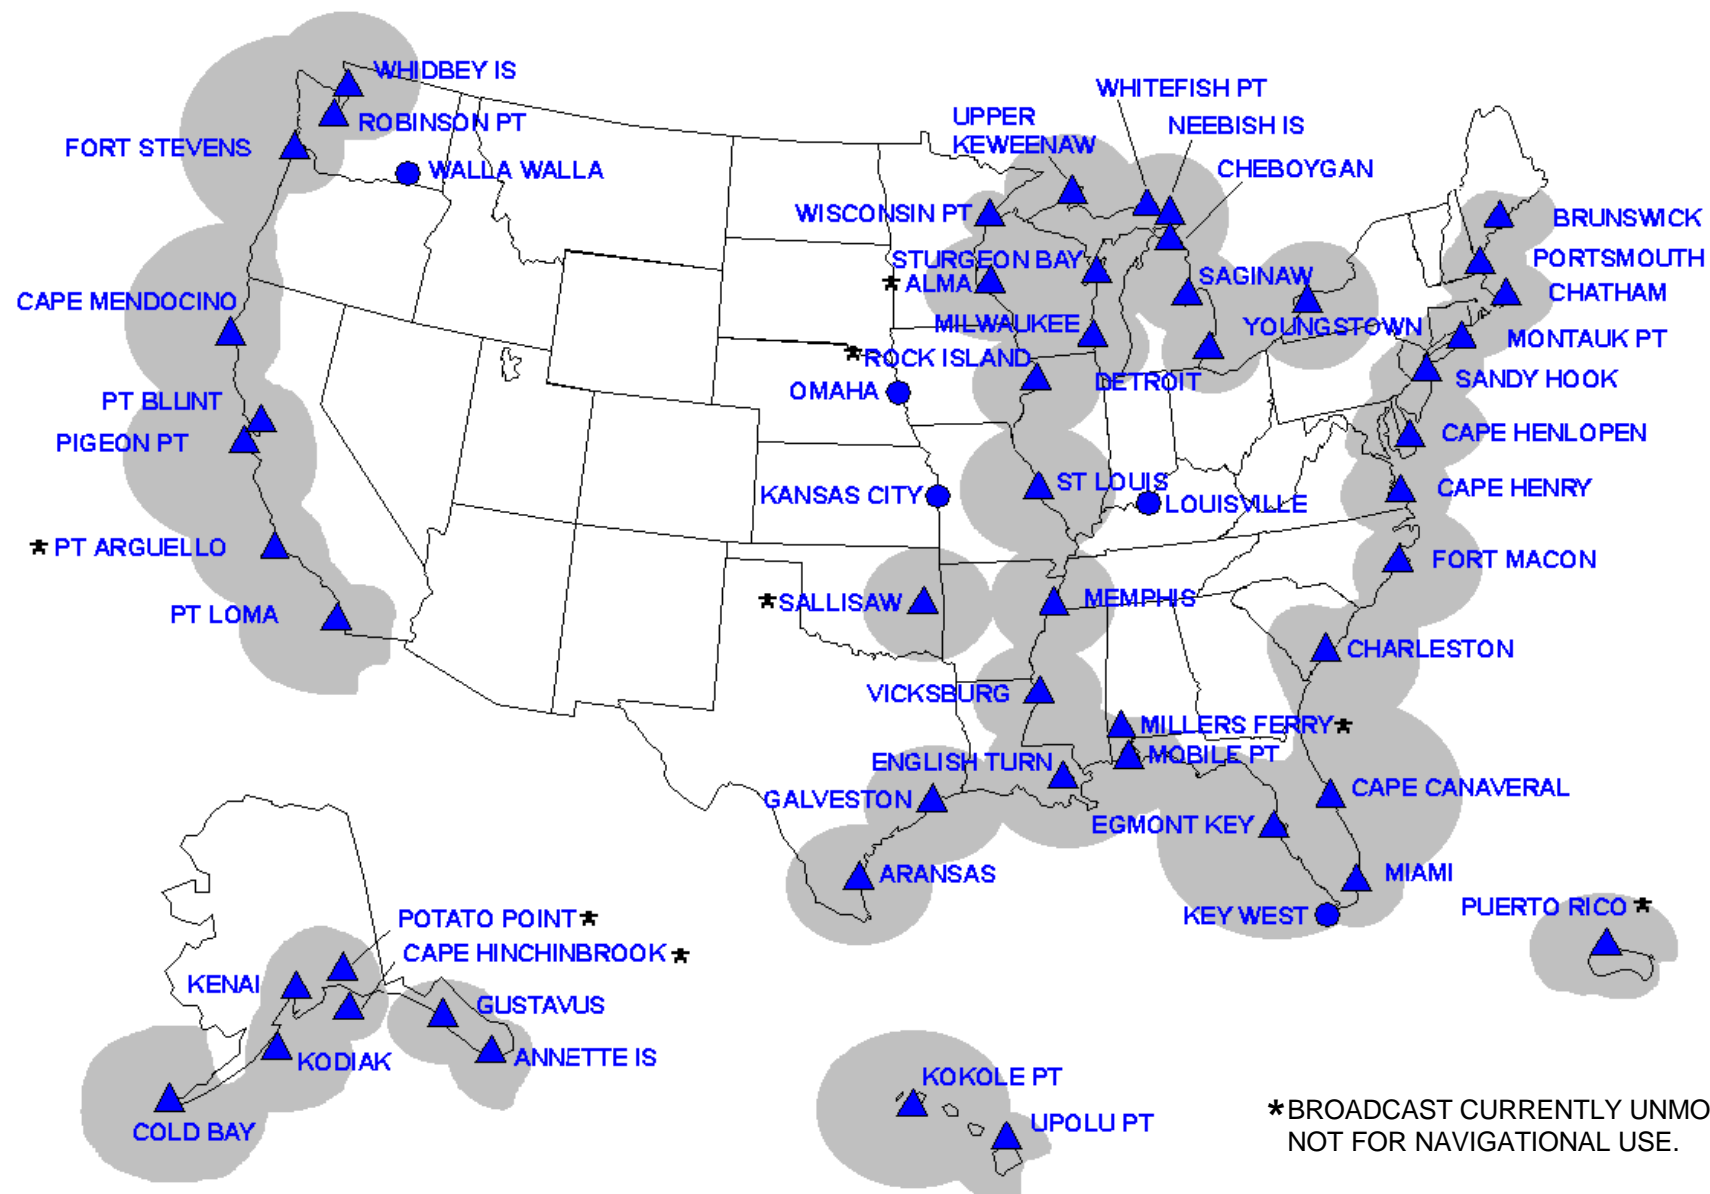 WHIDBEY IS
WHITEFISH PT
UPPER
KEWEENAW
ROBINSON PT
NEEBISH IS
FORT STEVENS
WALLA WALLA
CHEBOYGAN
WISCONSIN PT
BRUNSWICK
STURGEON BAY
PORTSMOUTH
* ALMA
SAGINAW
CHATHAM
CAPE MENDOCINO
MILWAUKEE
YOUNGSTOWN
MONTAUK PT
* ROCK ISLAND
DETROIT
SANDY HOOK
OMAHA
PT BLUNT
PIGEON PT
CAPE HENLOPEN
ST LOUIS
CAPE HENRY
KANSAS CITY
LOUISVILLE
* PT ARGUELLO
FORT MACON
* SALLISAW
MEMPHIS
PT LOMA
CHARLESTON
VICKSBURG
MILLERS FERRY *
MOBILE PT
ENGLISH TURN
GALVESTON
CAPE CANAVERAL
EGMONT KEY
ARANSAS
MIAMI
KEY WEST
PUERTO RICO *
POTATO POINT *
CAPE HINCHINBROOK *
KENAI
GUSTAVUS
KODIAK
ANNETTE IS
COLD BAY
KOKOLE PT
UPOLU PT
* BROADCAST CURRENTLY UNMO
NOT FOR NAVIGATIONAL USE.